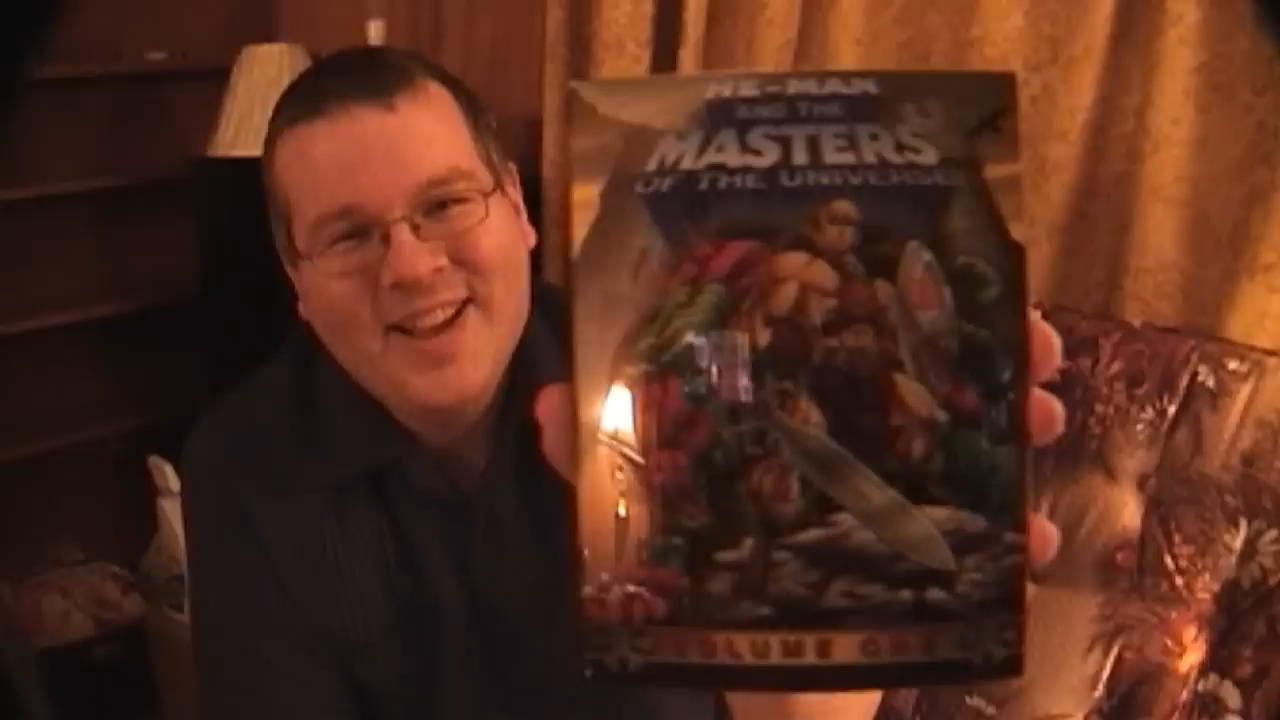 HE-MAN
AND THE
MASTERS
OF THE UNIVERSE
VOLUME ONE